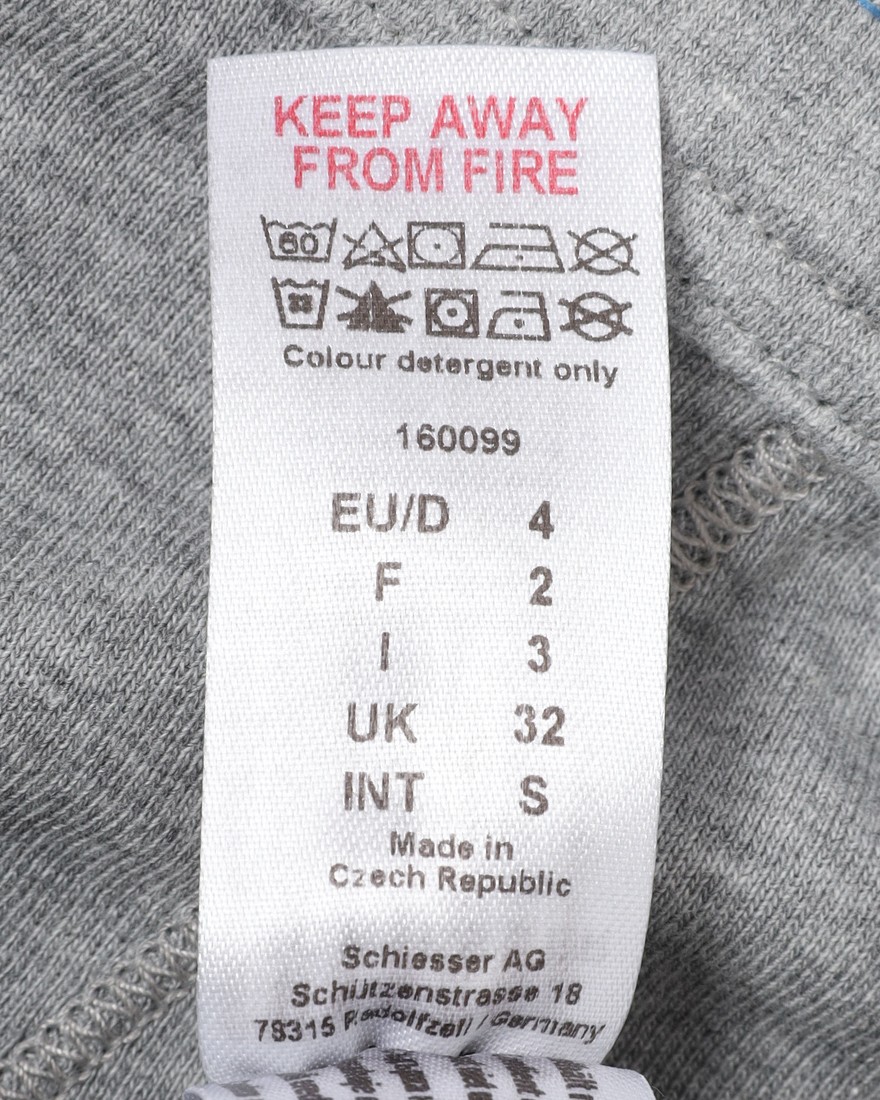 KEEP AWAY
FROM FIRE
60
Colour detergent only
160099
EU/D 4
F 2
I 3
UK 32
INT S
Made in
Czech Republic
Schiesser AG
Schützenstrasse 18
78315 Radolfzell / Germany